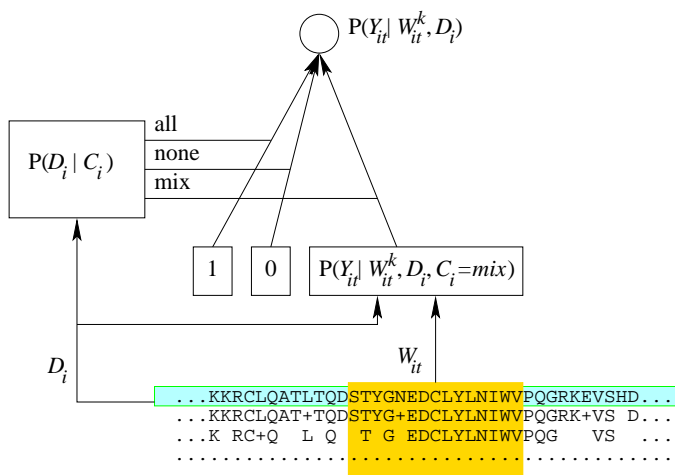 P(Y_it | W_it^k, D_i)
all
none
mix
P(D_i | C_i)
1
0
P(Y_it | W_it^k, D_i, C_i=mix)
D_i
W_it
...KKRCLQATLTQDSTYGNEDCLYLNIWVPQGRKEVSHD...
...KKRCLQAT+TQDSTYG+EDCLYLNIWVPQGRK+VS D...
...K RC+Q  L Q  T G EDCLYLNIWVPQG   VS  ...
.............................................